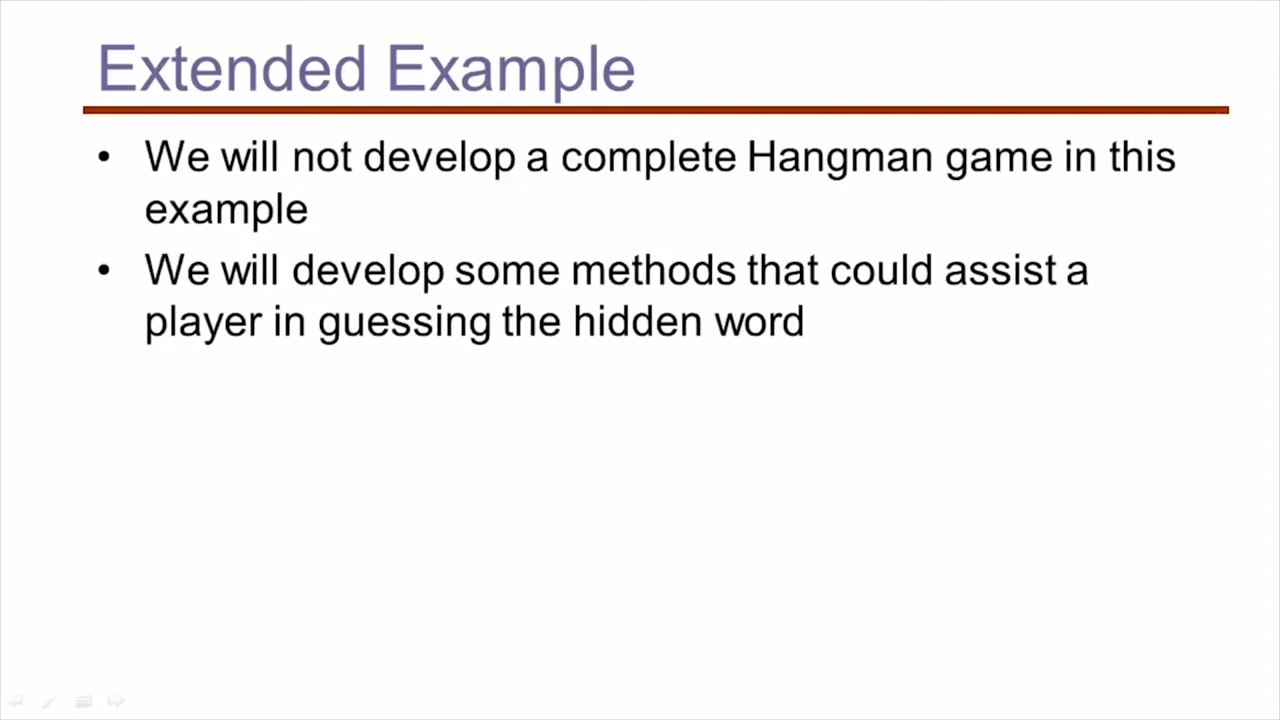 Extended Example
• We will not develop a complete Hangman game in this
example
• We will develop some methods that could assist a
player in guessing the hidden word